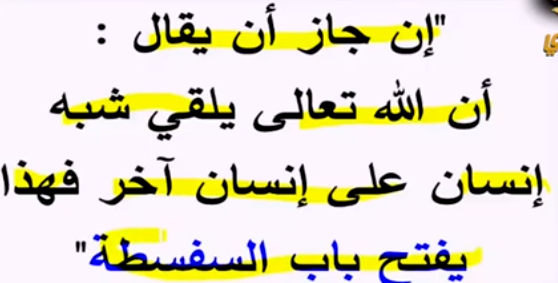 "إن جاز أن يقال :
أن الله تعالى يلقي شبه
إنسان على إنسان آخر فهذا
يفتح باب السفسطة"